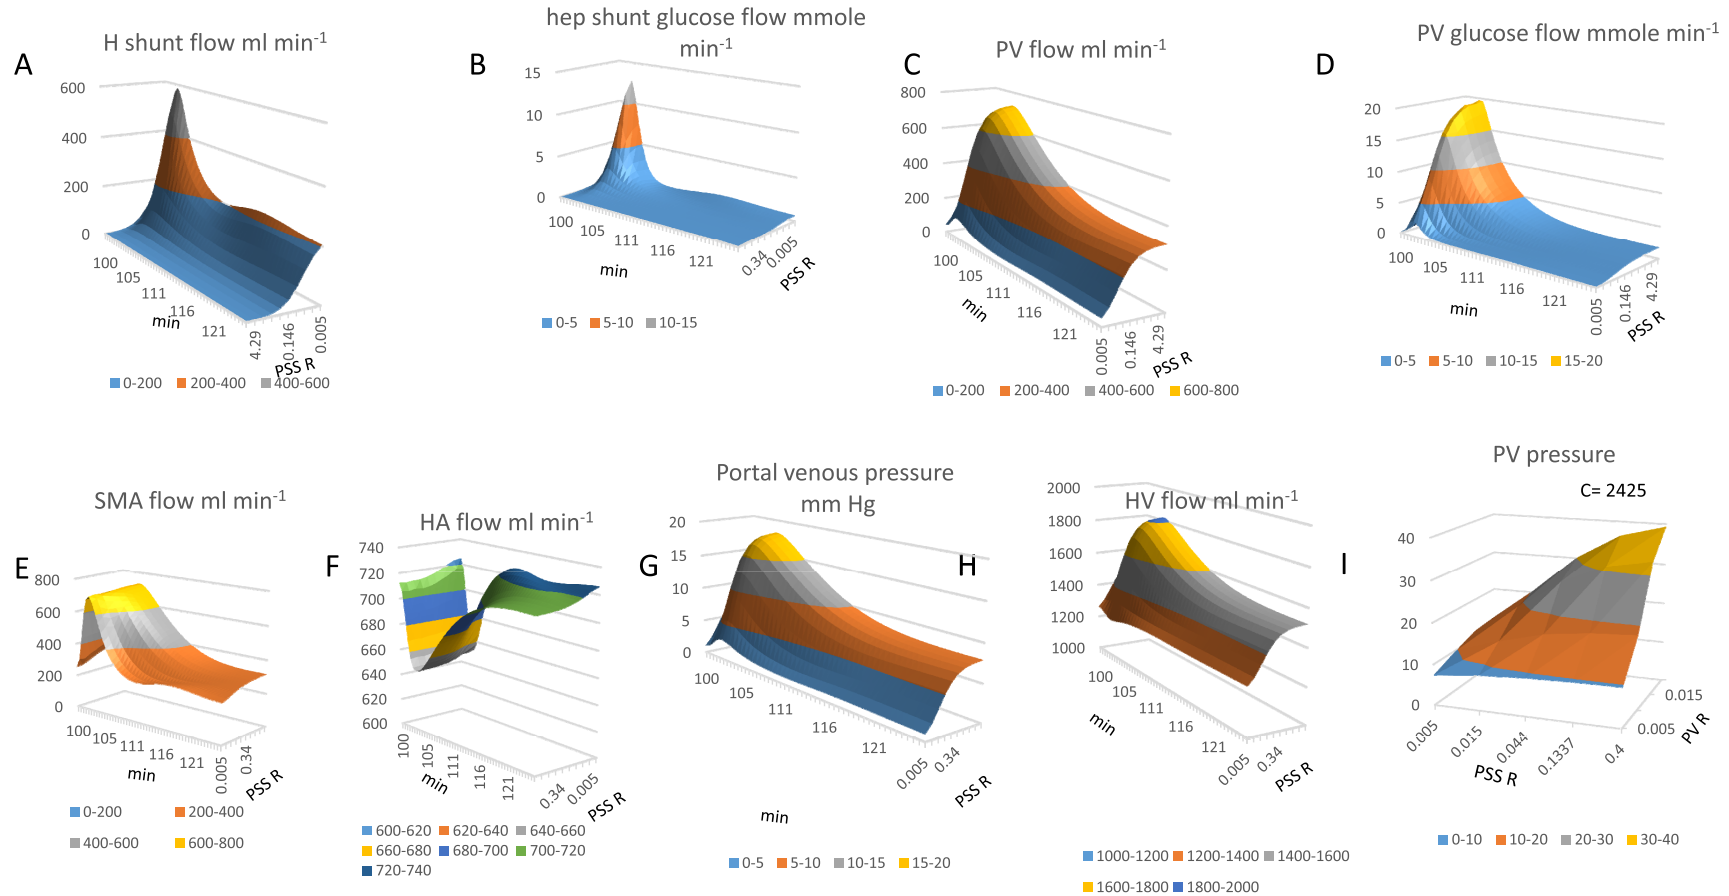 A
H shunt flow ml min-1
600
400
200
0
100
105
111
116
121
min
4.29
0.146
0.005
PSS R
0-200 200-400 400-600
B
hep shunt glucose flow mmole
min-1
15
10
5
0
100
106
111
116
121
min
0.34
0.005
PSS R
0-5 5-10 10-15
C
PV flow ml min-1
800
600
400
200
0
100
105
111
116
121
min
0.005
0.146
4.29
PSS R
0-200 200-400 400-600 600-800
D
PV glucose flow mmole min-1
20
15
10
5
0
100
105
111
116
121
min
0.005
0.146
4.29
PSS R
0-5 5-10 10-15 15-20
E
SMA flow ml min-1
800
600
400
200
0
100
105
111
116
121
min
0.005
0.34
PSS R
0-200 200-400
400-600 600-800
F
HA flow ml min-1
740
720
700
680
660
640
620
600
100
105
111
116
121
min
0.34
0.005
PSS R
600-620 620-640 640-660
660-680 680-700 700-720
720-740
G
Portal venous pressure
mm Hg
20
15
10
5
0
100
105
111
116
121
min
0.005
0.34
PSS R
0-5 5-10 10-15 15-20
H
HV flow ml min-1
2000
1800
1600
1400
1200
1000
100
105
111
116
121
min
0.005
0.34
PSS R
1000-1200 1200-1400 1400-1600
1600-1800 1800-2000
I
PV pressure
C= 2425
40
30
20
10
0
0.005
0.015
0.044
0.1337
0.4
PSS R
0.015
0.005
PV R
0-10 10-20 20-30 30-40